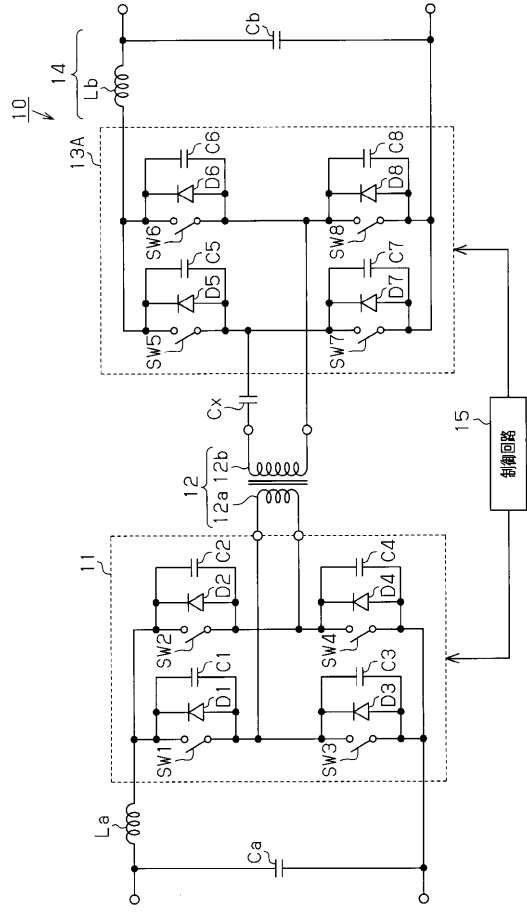 10
14
Lb
Cb
13A
SW6
D6
C6
SW8
D8
C8
SW5
D5
C5
SW7
D7
C7
Cx
12
12a
12b
15
制御回路
11
SW2
D2
C2
SW4
D4
C4
SW1
D1
C1
SW3
D3
C3
La
Ca